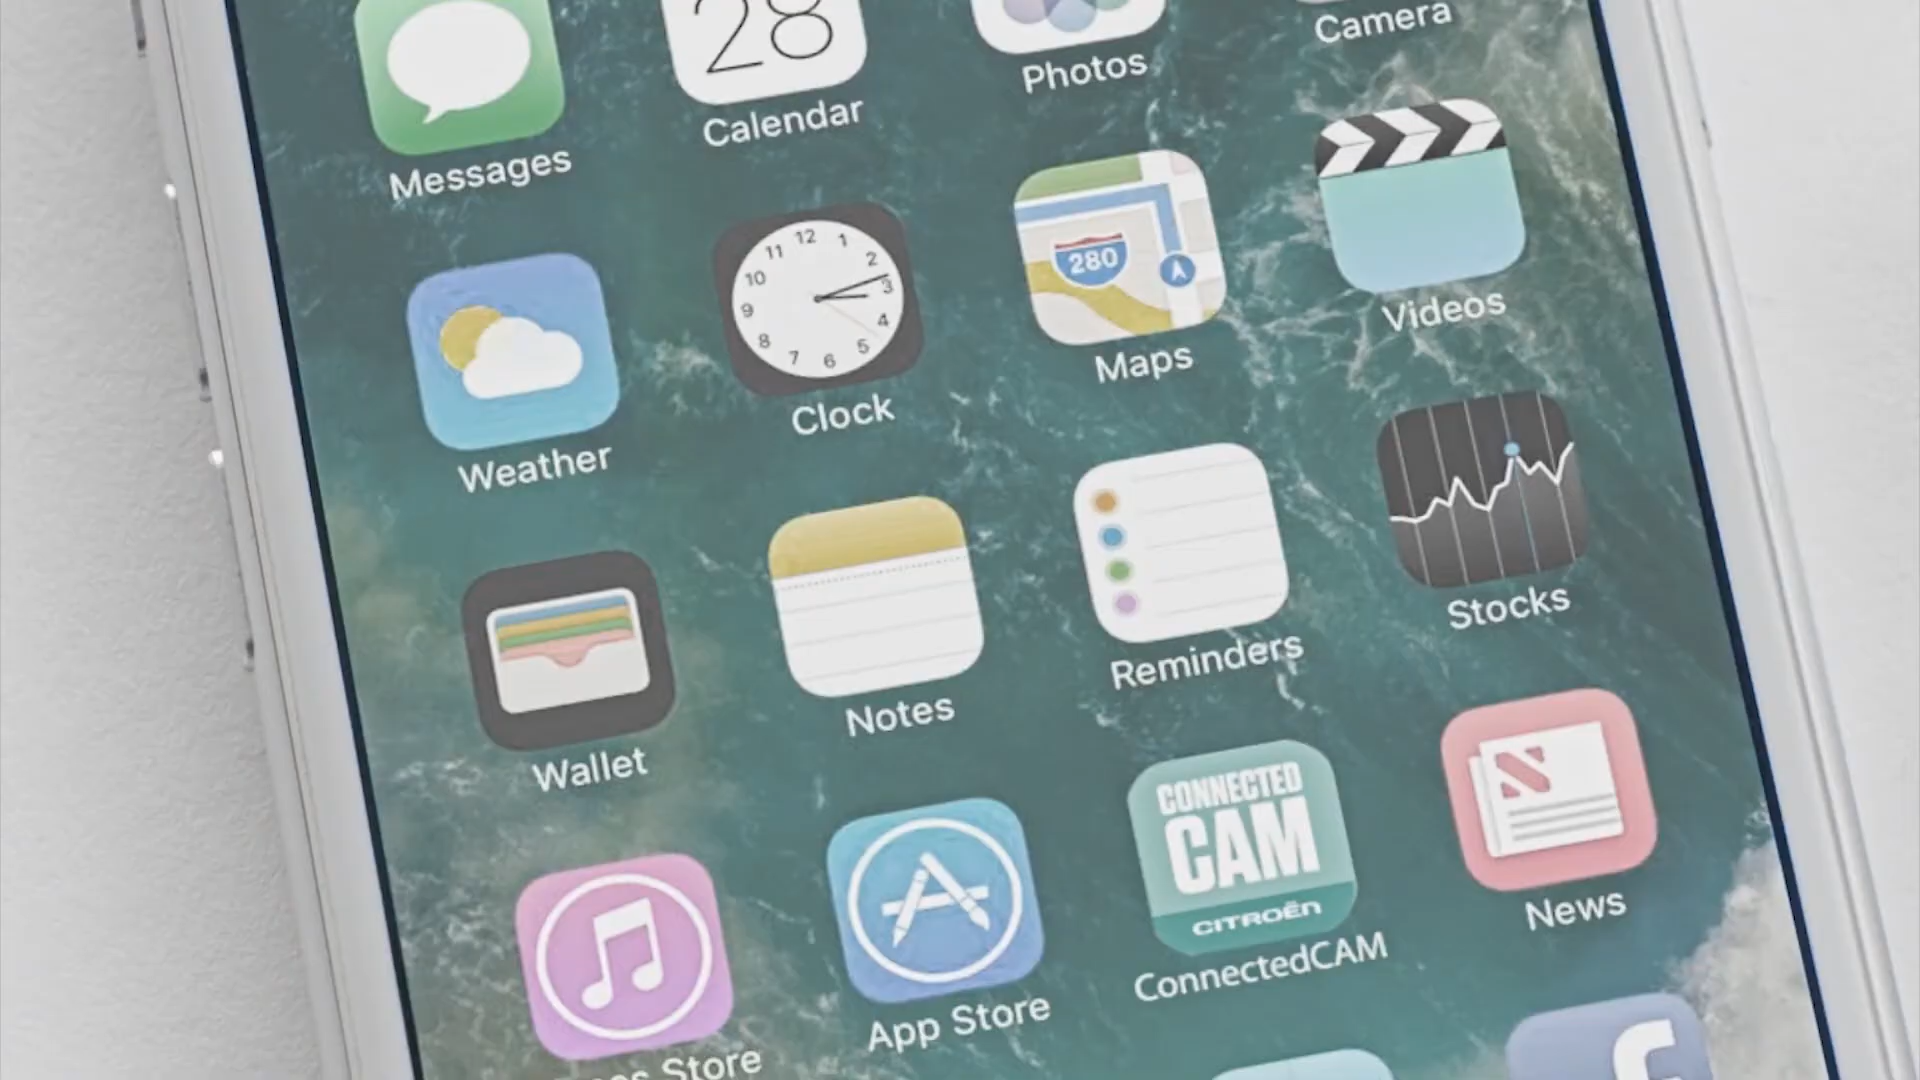 28
Messages
Calendar
Photos
Camera
12
1
2
3
4
5
6
7
8
9
10
11
280
Weather
Clock
Maps
Videos
Wallet
Notes
Reminders
Stocks
CONNECTED
CAM
CITROËN
Store
App Store
ConnectedCAM
News